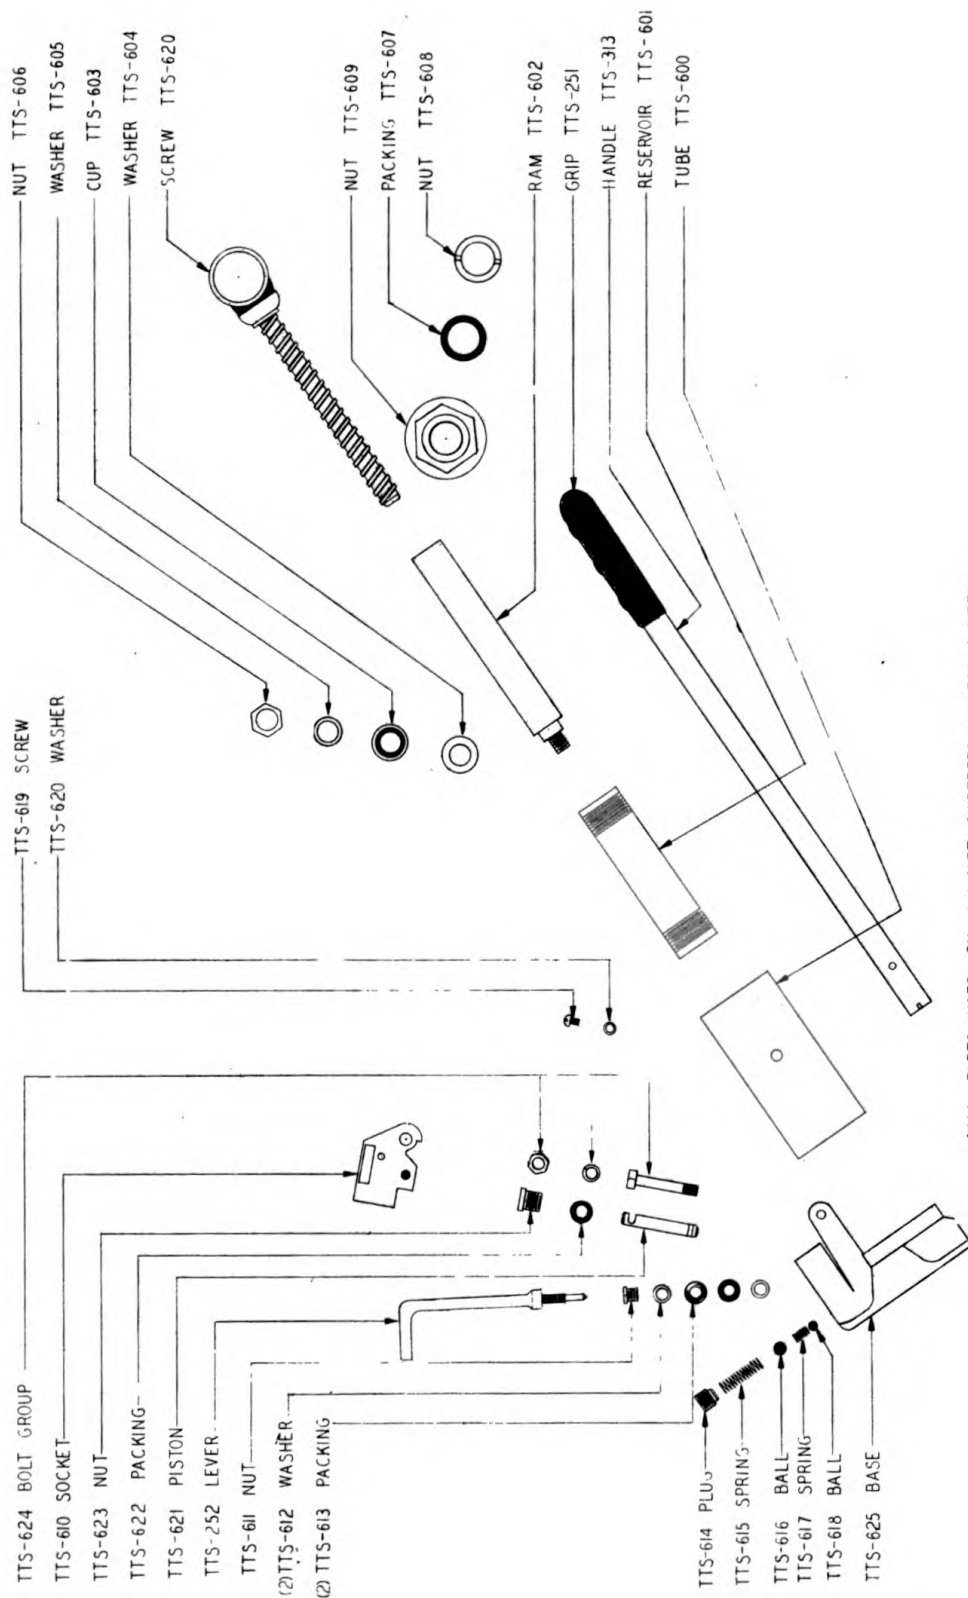 TTS-624 BOLT GROUP
TTS-610 SOCKET
TTS-623 NUT
TTS-622 PACKING
TTS-621 PISTON
TTS-252 LEVER
TTS-611 NUT
(2)TTS-612 WASHER
(2)TTS-613 PACKING
TTS-614 PLUG
TTS-615 SPRING
TTS-616 BALL
TTS-617 SPRING
TTS-618 BALL
TTS-625 BASE
TTS-619 SCREW
TTS-620 WASHER
NUT TTS-606
WASHER TTS-605
CUP TTS-603
WASHER TTS-604
SCREW TTS-620
NUT TTS-609
PACKING TTS-607
NUT TTS-608
RAM TTS-602
GRIP TTS-251
HANDLE TTS-313
RESERVOIR TTS-601
TUBE TTS-600